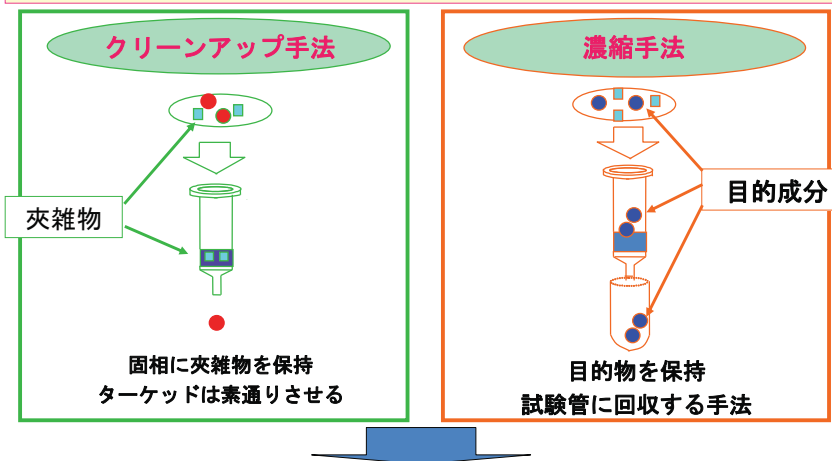 クリーンアップ手法
夾雑物
固相に夾雑物を保持
ターケッドは素通りさせる
濃縮手法
目的成分
目的物を保持
試験管に回収する手法